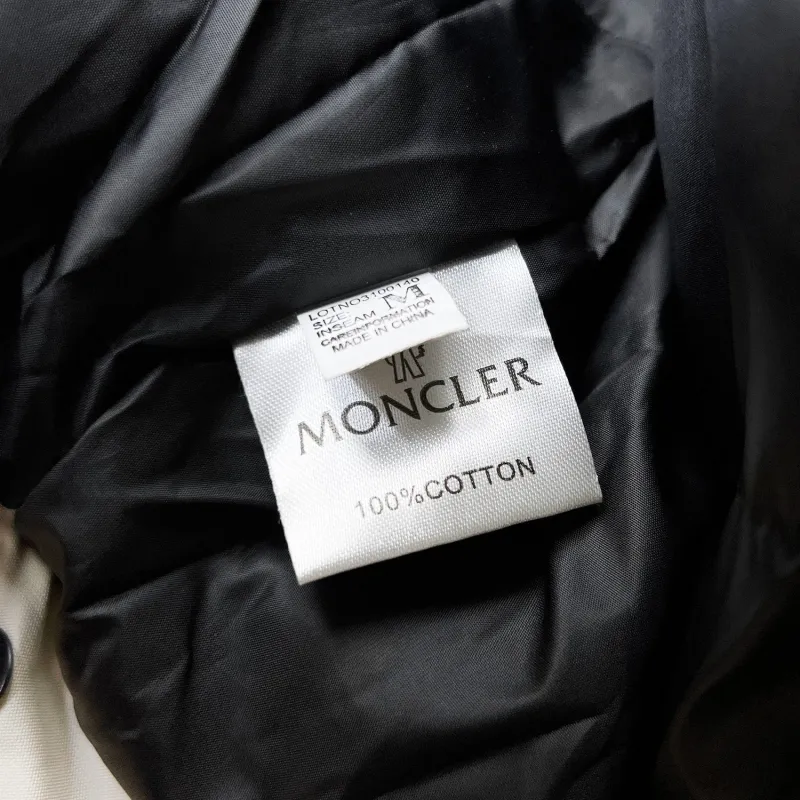 LOTNO3100140
SIZE: M
INSEAM
CAREINFORMATION
MADE IN CHINA
MONCLER
100%COTTON